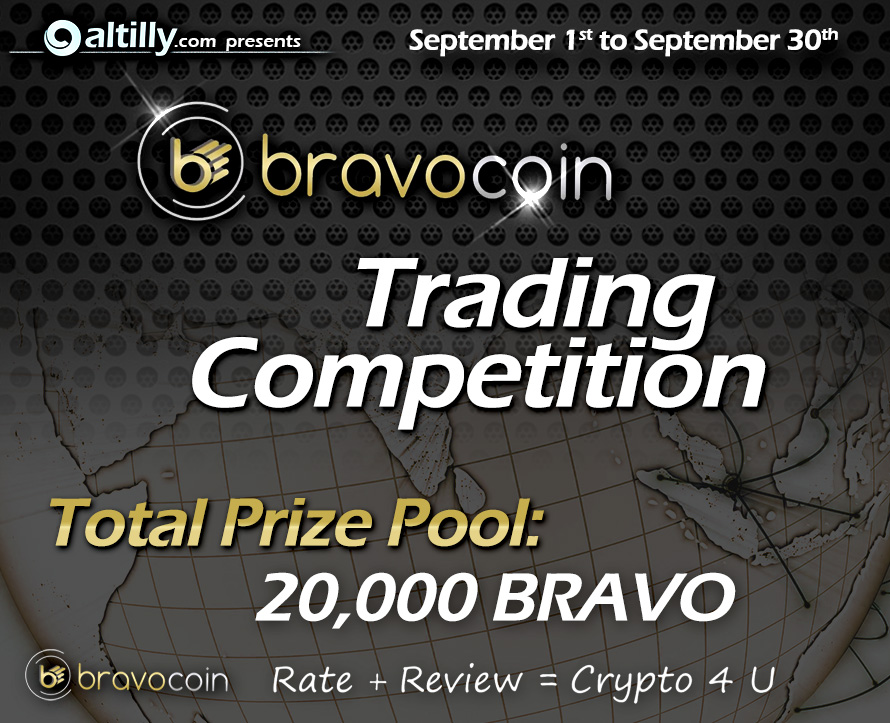 altilly.com presents
September 1st to September 30th
bravocoin
Trading
Competition
Total Prize Pool:
20,000 BRAVO
bravocoin Rate + Review = Crypto 4 U